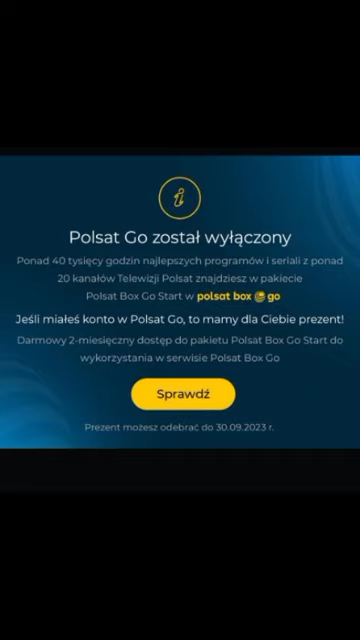 Polsat Go został wyłączony
Ponad 40 tysięcy godzin najlepszych programów i seriali z ponad
20 kanałów Telewizji Polsat znajdziesz w pakiecie
Polsat Box Go Start w polsat box go
Jeśli miałeś konto w Polsat Go, to mamy dla Ciebie prezent!
Darmowy 2-miesięczny dostęp do pakietu Polsat Box Go Start do
wykorzystania w serwisie Polsat Box Go
Sprawdź
Prezent możesz odebrać do 30.09.2023 r.